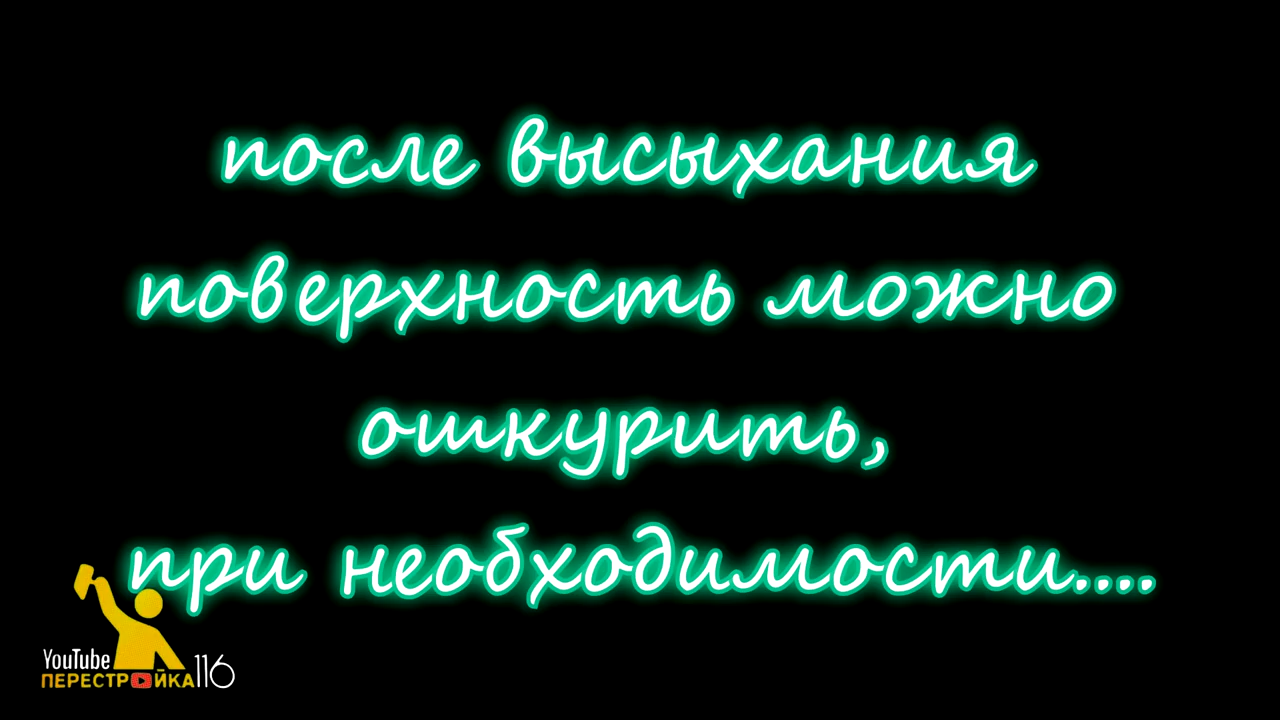 после высыхания
поверхность можно
ошкурить,
при необходимости....
YouTube
ПЕРЕСТРОЙКА116